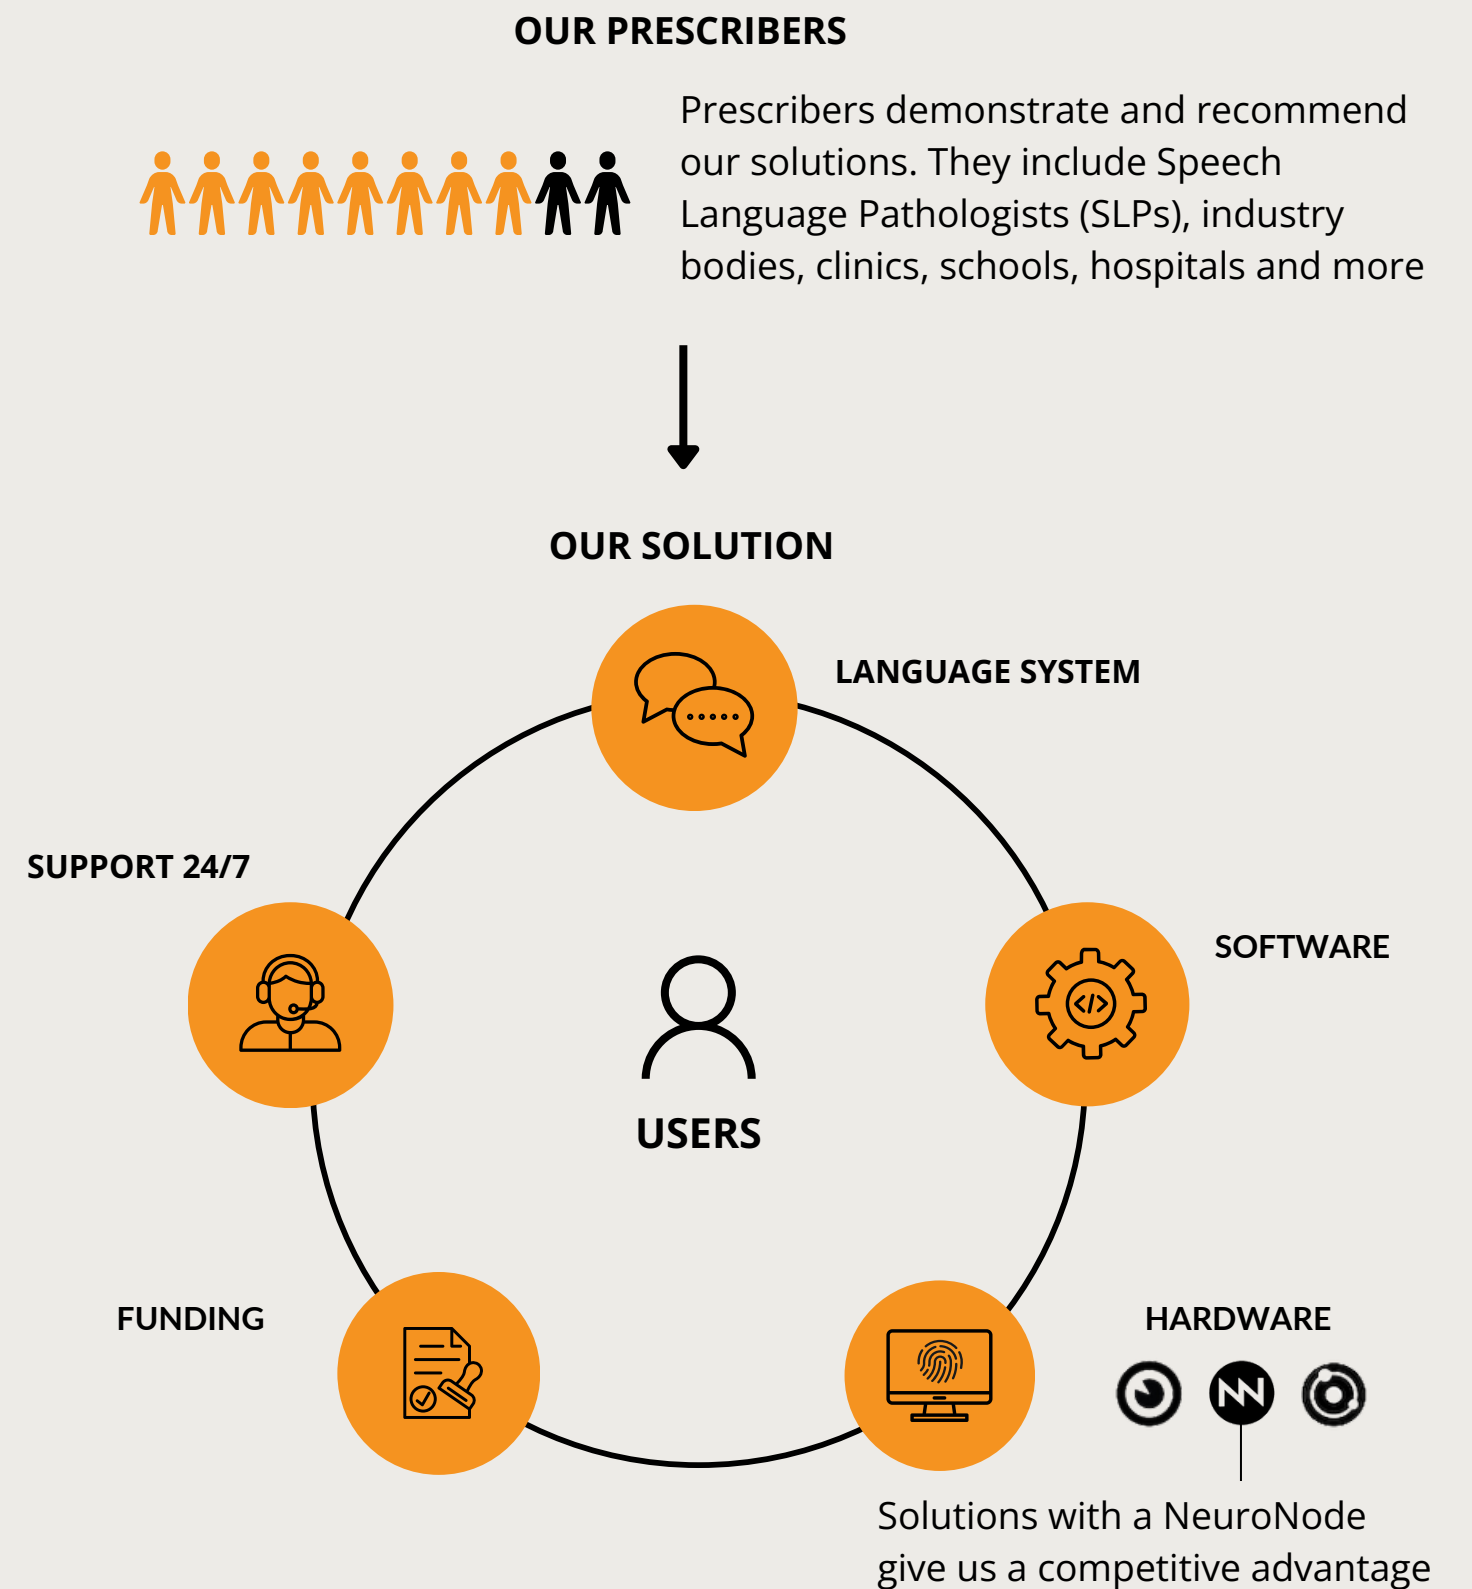 OUR PRESCRIBERS
Prescribers demonstrate and recommend
our solutions. They include Speech
Language Pathologists (SLPs), industry
bodies, clinics, schools, hospitals and more
OUR SOLUTION
LANGUAGE SYSTEM
SUPPORT 24/7
SOFTWARE
</>
USERS
FUNDING
HARDWARE
Solutions with a NeuroNode
give us a competitive advantage